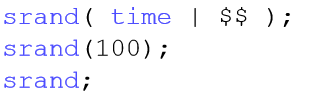 srand( time | $$ );
srand(100);
srand;